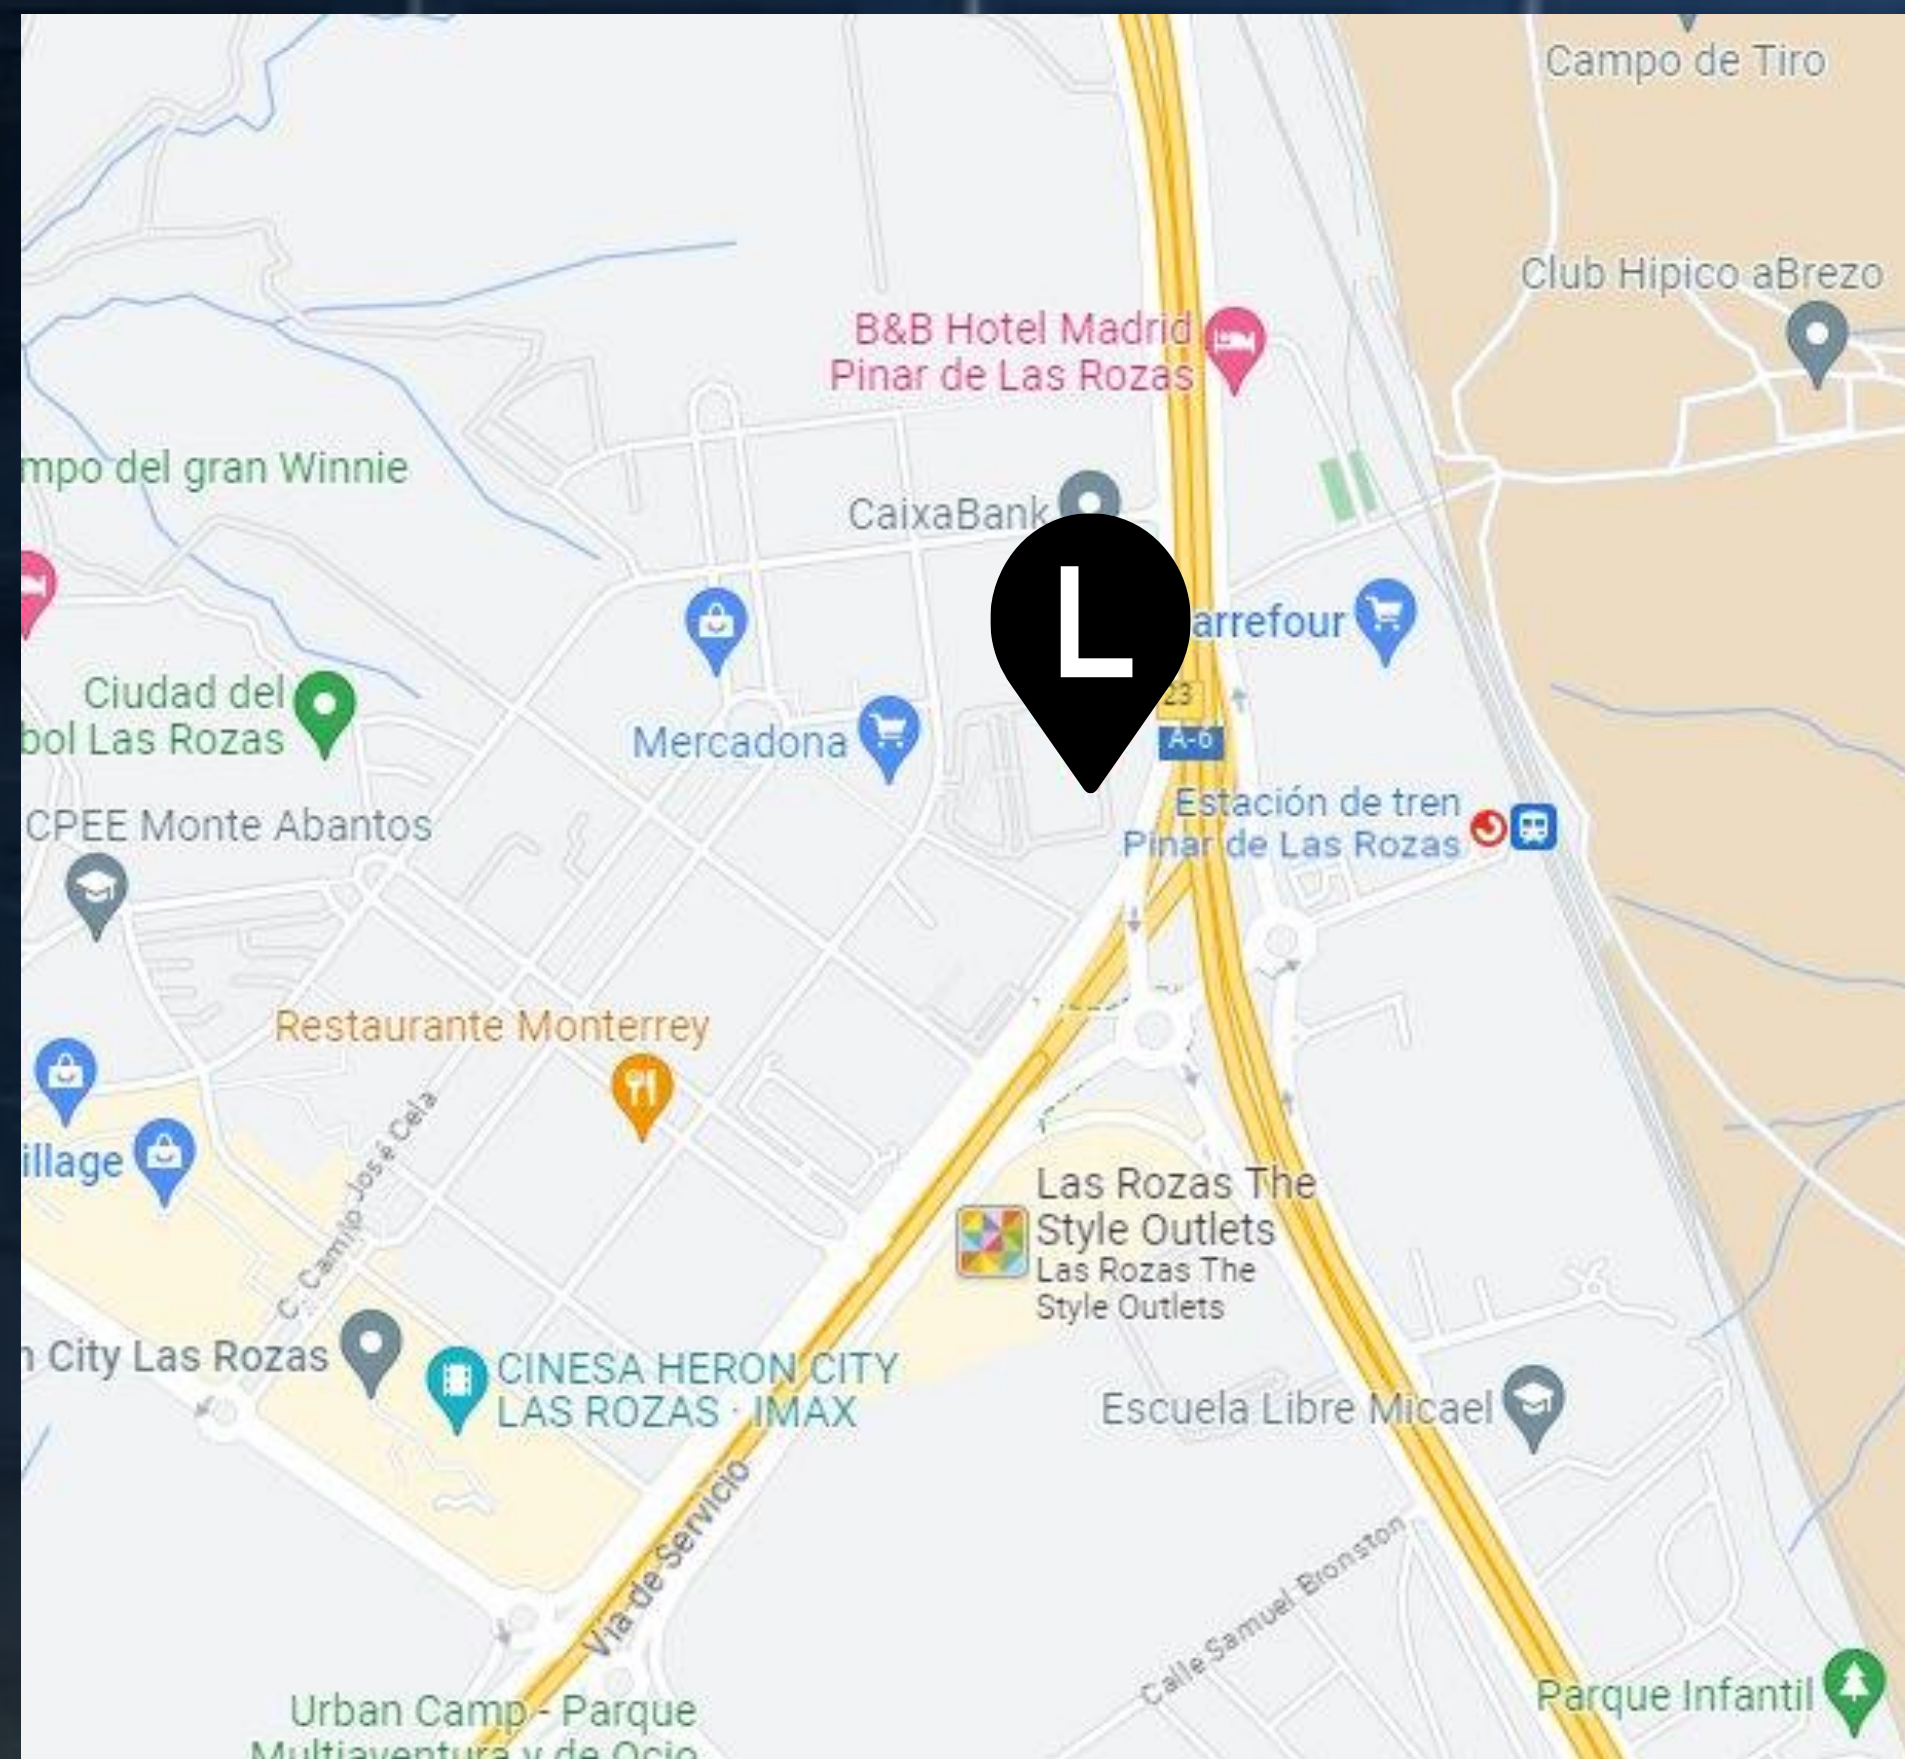 Campo de Tiro
Club Hipico aBrezo
B&B Hotel Madrid
Pinar de Las Rozas
mpo del gran Winnie
CaixaBank
L
arrefour
Ciudad del
bol Las Rozas
23
A-6
Mercadona
Estación de tren
Pinar de Las Rozas
CPEE Monte Abantos
Restaurante Monterrey
illage
C. Camilo José Cela
Las Rozas The
Style Outlets
Las Rozas The
Style Outlets
n City Las Rozas
CINESA HERON CITY
LAS ROZAS · IMAX
Escuela Libre Micael
Vía de Servicio
Calle Samuel Bronston
Parque Infantil
Urban Camp - Parque
Multiaventura y de Ocio